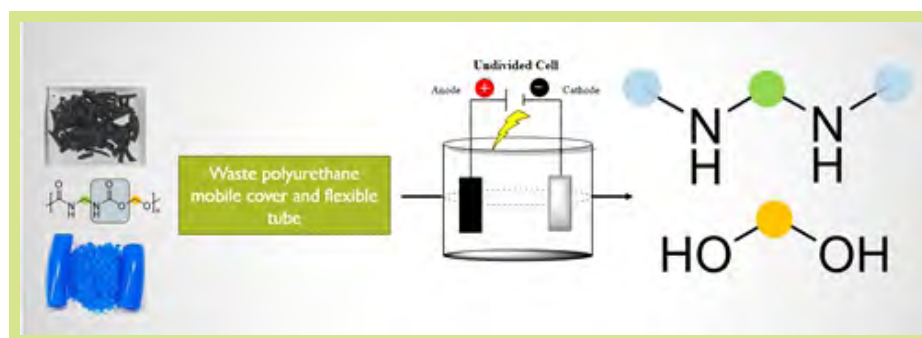 Undivided Cell
Anode
+
−
Cathode
Waste polyurethane
mobile cover and flexible
tube
O
N
H
N
H
O
O
O
n
N
H
N
H
HO
OH